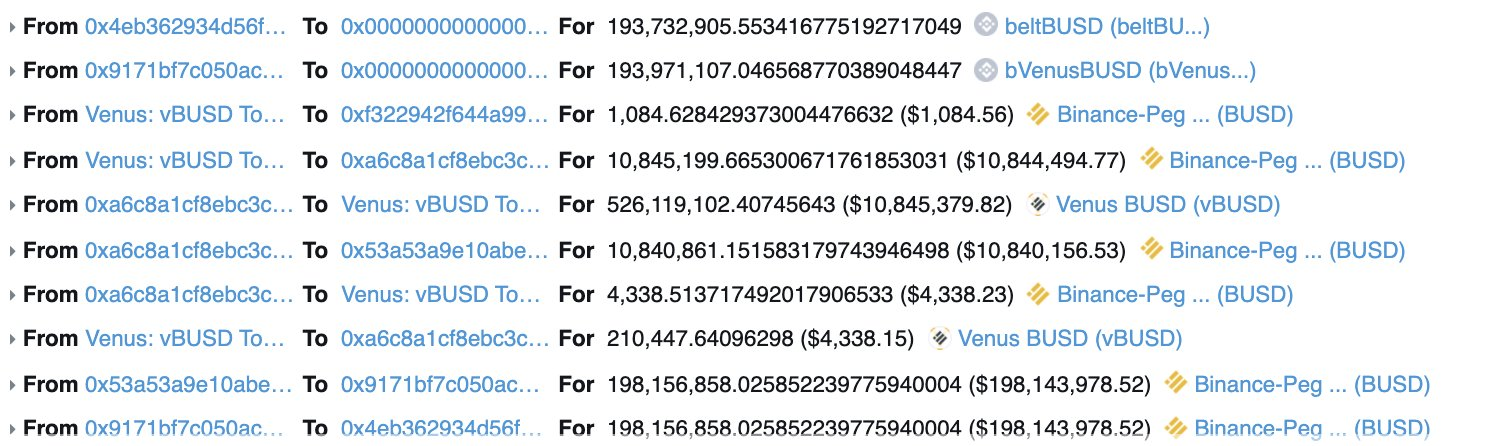 From 0x4eb362934d56f... To 0x0000000000000... For 193,732,905.553416775192717049 beltBUSD (beltBU...)
From 0x9171bf7c050ac... To 0x0000000000000... For 193,971,107.046568770389048447 bVenusBUSD (bVenus...)
From Venus: vBUSD To... To 0xf322942f644a99... For 1,084.628429373004476632 ($1,084.56) Binance-Peg ... (BUSD)
From Venus: vBUSD To... To 0xa6c8a1cf8ebc3c... For 10,845,199.665300671761853031 ($10,844,494.77) Binance-Peg ... (BUSD)
From 0xa6c8a1cf8ebc3c... To Venus: vBUSD To... For 526,119,102.40745643 ($10,845,379.82) Venus BUSD (vBUSD)
From 0xa6c8a1cf8ebc3c... To 0x53a53a9e10abe... For 10,840,861.151583179743946498 ($10,840,156.53) Binance-Peg ... (BUSD)
From 0xa6c8a1cf8ebc3c... To Venus: vBUSD To... For 4,338.513717492017906533 ($4,338.23) Binance-Peg ... (BUSD)
From Venus: vBUSD To... To 0xa6c8a1cf8ebc3c... For 210,447.64096298 ($4,338.15) Venus BUSD (vBUSD)
From 0x53a53a9e10abe... To 0x9171bf7c050ac... For 198,156,858.025852239775940004 ($198,143,978.52) Binance-Peg ... (BUSD)
From 0x9171bf7c050ac... To 0x4eb362934d56f... For 198,156,858.025852239775940004 ($198,143,978.52) Binance-Peg ... (BUSD)